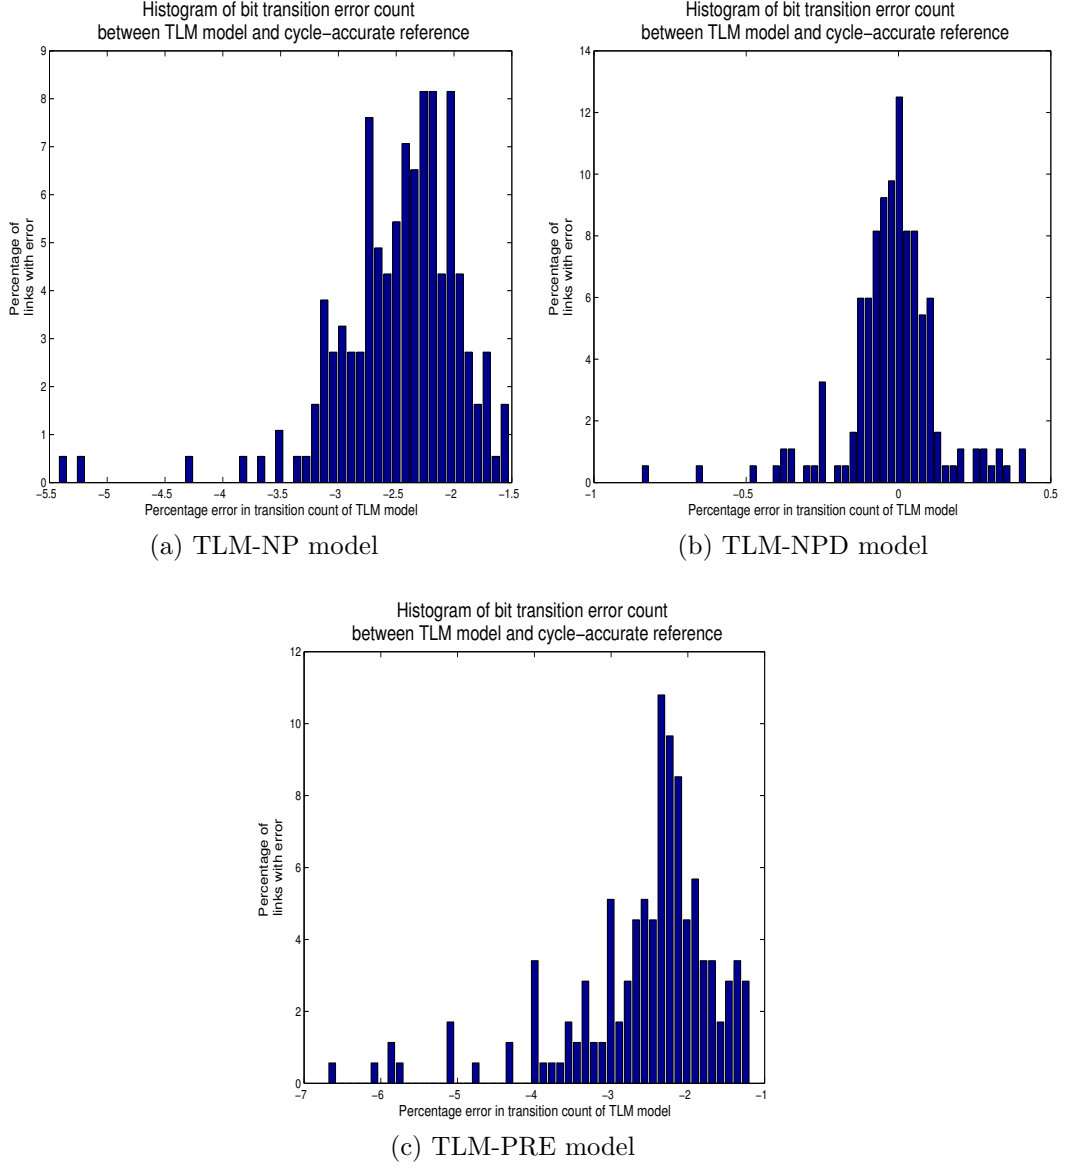 Histogram of bit transition error count
between TLM model and cycle−accurate reference
9
8
7
6
5
4
3
2
1
0
Percentage of
links with error
−5.5 −5 −4.5 −4 −3.5 −3 −2.5 −2 −1.5
Percentage error in transition count of TLM model
(a) TLM-NP model
Histogram of bit transition error count
between TLM model and cycle−accurate reference
14
12
10
8
6
4
2
0
Percentage of
links with error
−1 −0.5 0 0.5
Percentage error in transition count of TLM model
(b) TLM-NPD model
Histogram of bit transition error count
between TLM model and cycle−accurate reference
12
10
8
6
4
2
0
Percentage of
links with error
−7 −6 −5 −4 −3 −2 −1
Percentage error in transition count of TLM model
(c) TLM-PRE model